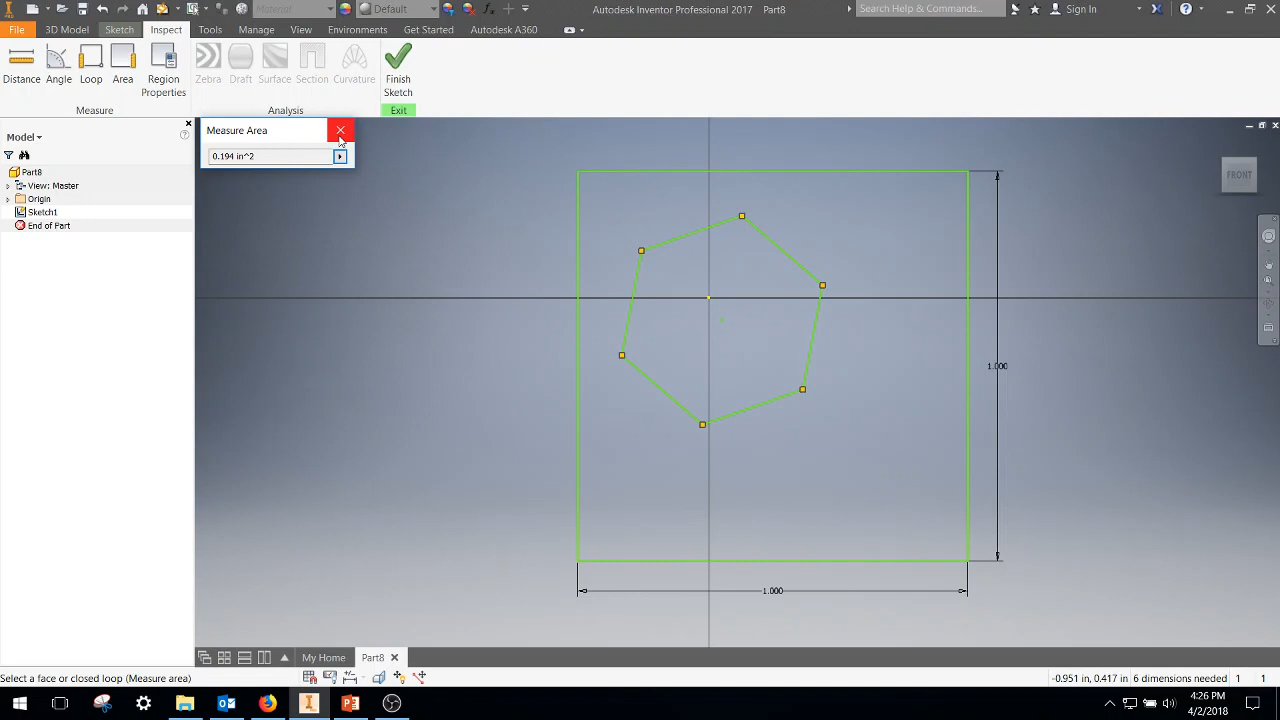 Material
Default
Autodesk Inventor Professional 2017 Part8
Search Help & Commands...
Sign In
File
3D Model
Sketch
Inspect
Tools
Manage
View
Environments
Get Started
Autodesk A360
Distance
Angle
Loop
Area
Region Properties
Zebra
Draft
Surface
Section
Curvature
Finish Sketch
Measure
Analysis
Exit
Model
Measure Area
0.194 in^2
Part8
View: Master
Origin
Sketch1
End of Part
FRONT
1.000
1.000
My Home
Part8
Select a face or closed loop (Measure area)
-0.951 in, 0.417 in
6 dimensions needed
1
1
4:26 PM
4/2/2018